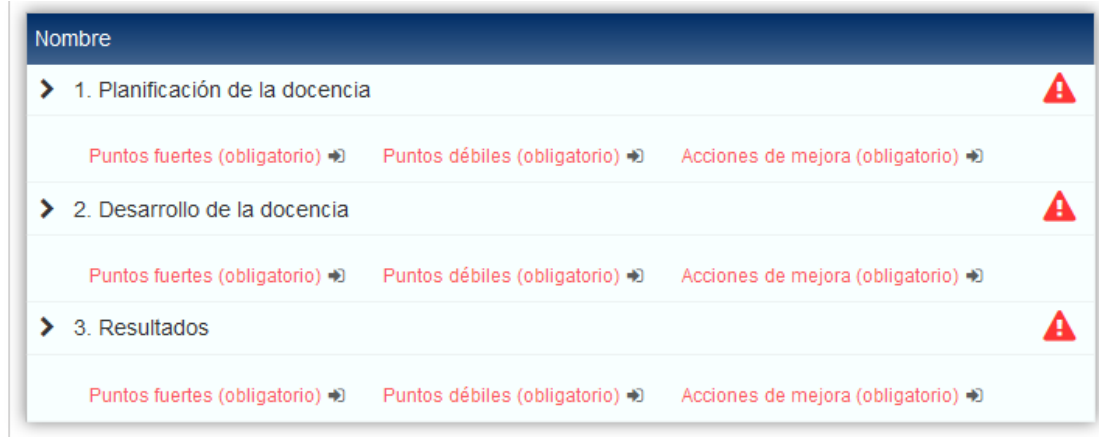 Nombre
1. Planificación de la docencia
Puntos fuertes (obligatorio) Puntos débiles (obligatorio) Acciones de mejora (obligatorio)
2. Desarrollo de la docencia
Puntos fuertes (obligatorio) Puntos débiles (obligatorio) Acciones de mejora (obligatorio)
3. Resultados
Puntos fuertes (obligatorio) Puntos débiles (obligatorio) Acciones de mejora (obligatorio)